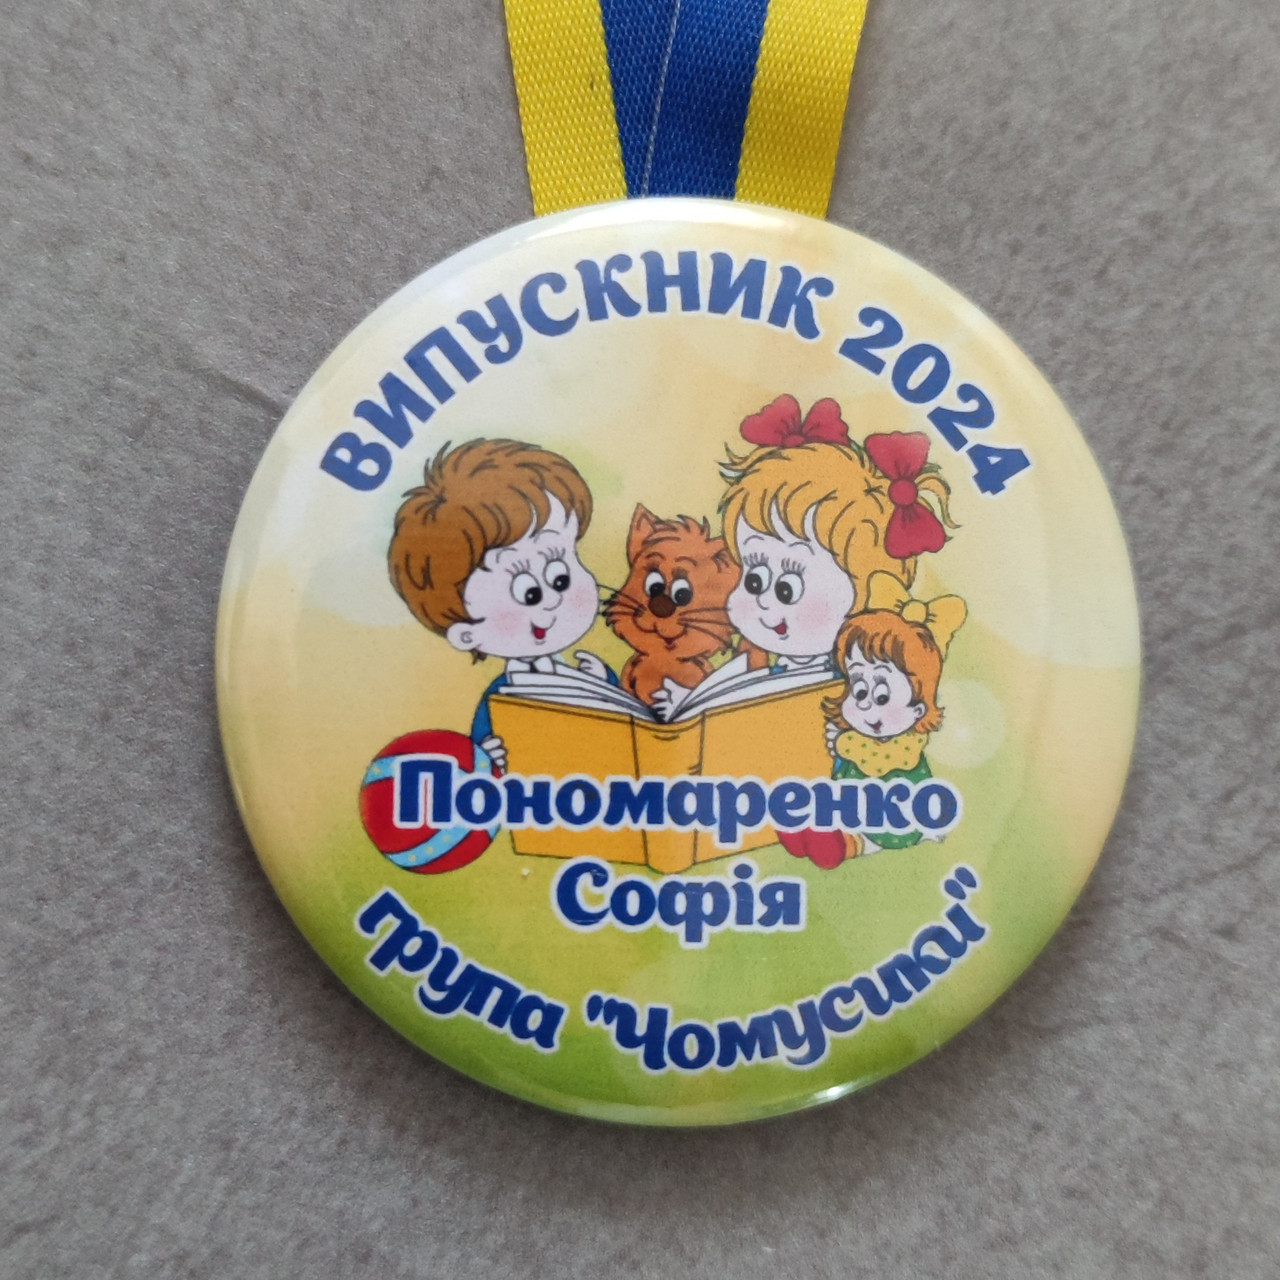 ВИПУСКНИК 2024
Пономаренко
Софія
група "Чомусики"